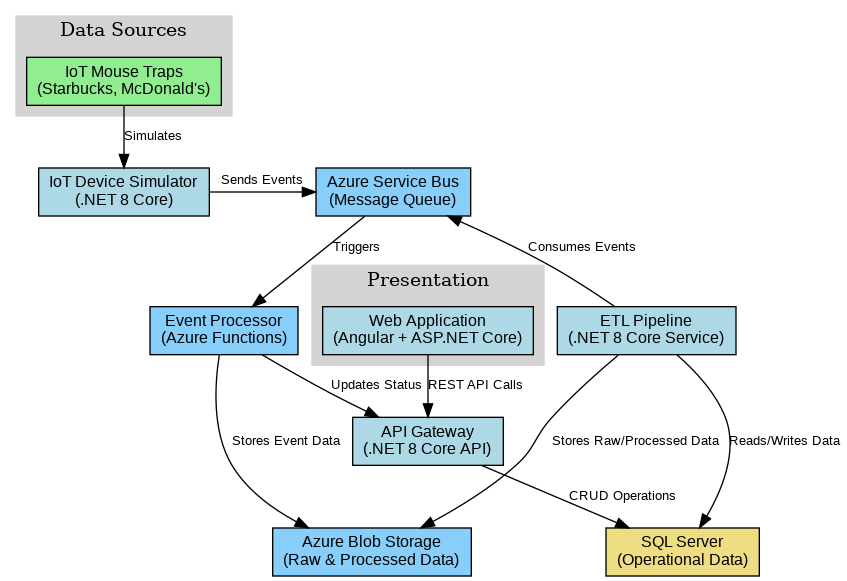 Data Sources
IoT Mouse Traps
(Starbucks, McDonald's)
Simulates
IoT Device Simulator
(.NET 8 Core)
Sends Events
Azure Service Bus
(Message Queue)
Triggers
Consumes Events
Presentation
Event Processor
(Azure Functions)
Web Application
(Angular + ASP.NET Core)
ETL Pipeline
(.NET 8 Core Service)
Updates Status
REST API Calls
Stores Event Data
API Gateway
(.NET 8 Core API)
Stores Raw/Processed Data
Reads/Writes Data
CRUD Operations
Azure Blob Storage
(Raw & Processed Data)
SQL Server
(Operational Data)